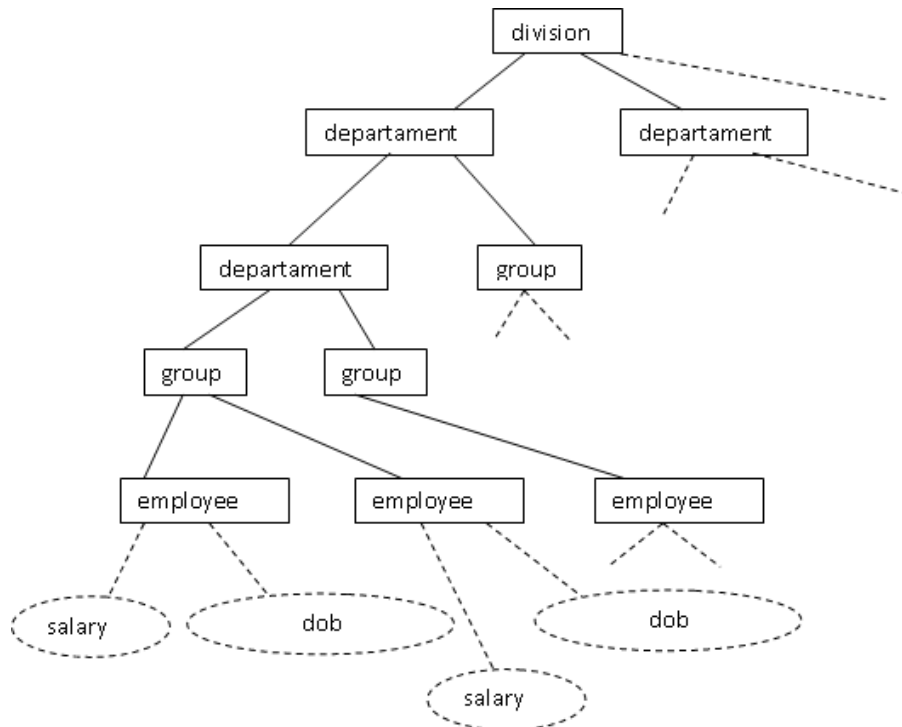 division
departament
departament
departament
group
group
group
employee
employee
employee
salary
dob
dob
salary